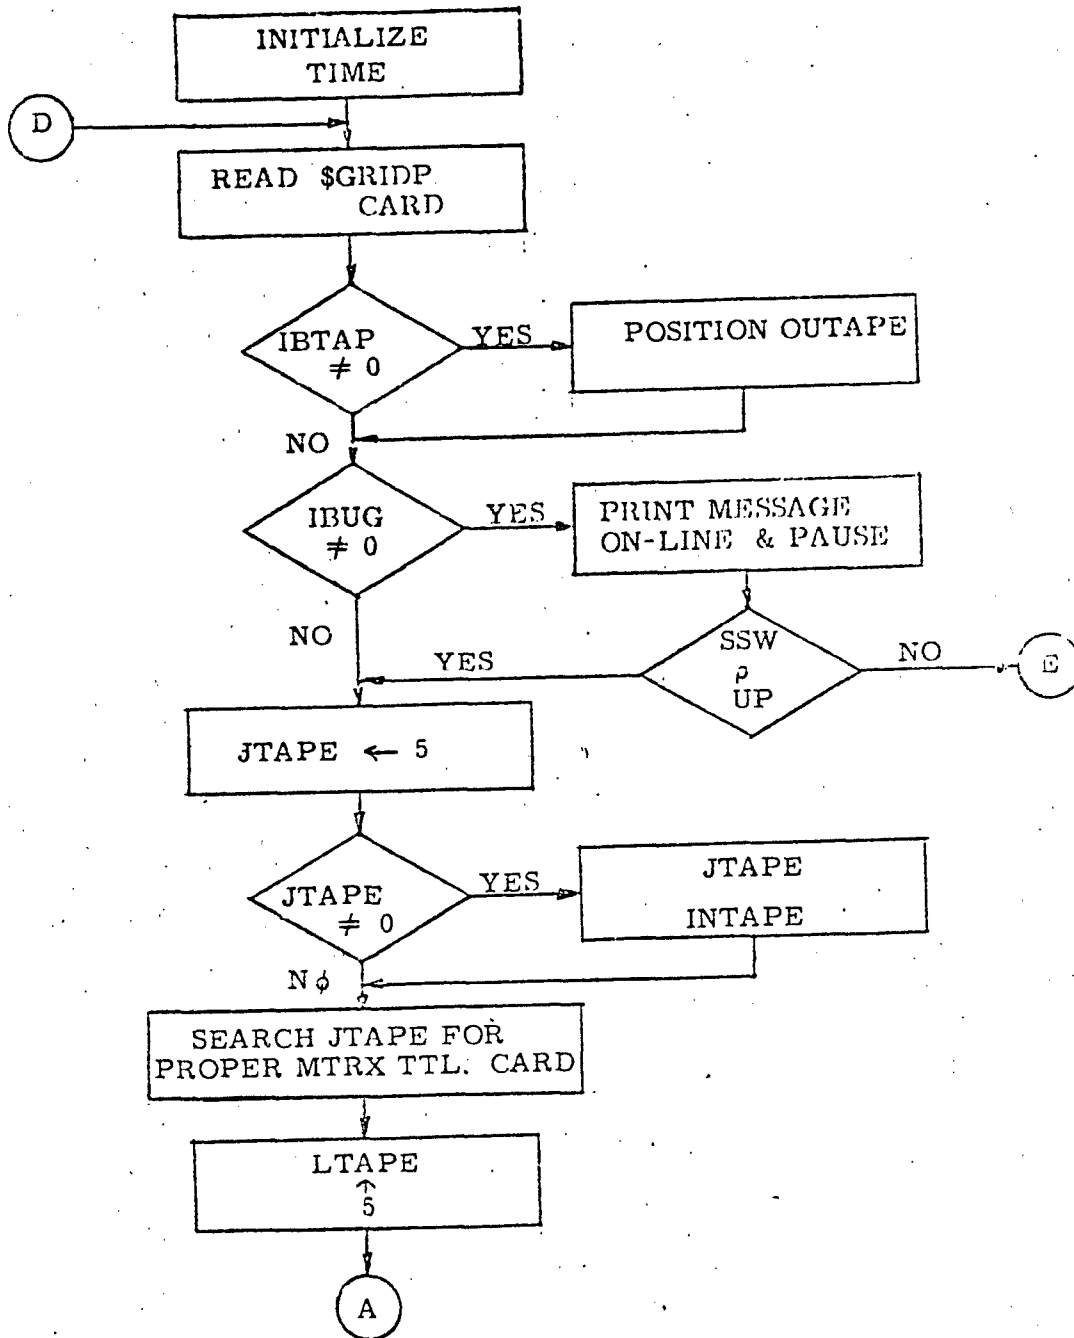 INITIALIZE
TIME
D
READ $GRIDP
CARD
IBTAP
≠ 0
YES
POSITION OUTAPE
NO
IBUG
≠ 0
YES
PRINT MESSAGE
ON-LINE & PAUSE
NO
SSW
ρ
UP
YES
NO
E
JTAPE ← 5
JTAPE
≠ 0
YES
JTAPE
INTAPE
Nϕ
SEARCH JTAPE FOR
PROPER MTRX TTL. CARD
LTAPE
↑
5
A